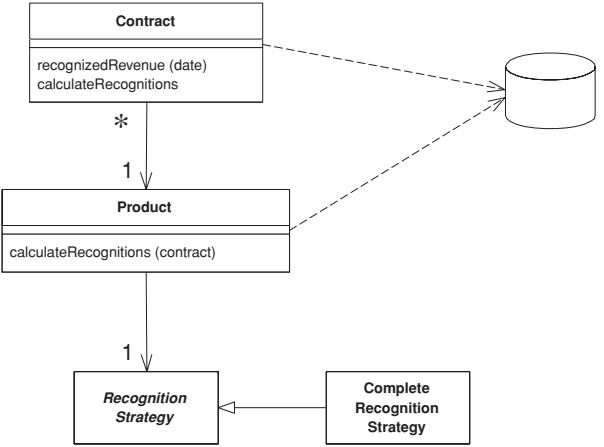 Contract
recognizedRevenue (date)
calculateRecognitions
*
1
Product
calculateRecognitions (contract)
1
Recognition
Strategy
Complete
Recognition
Strategy